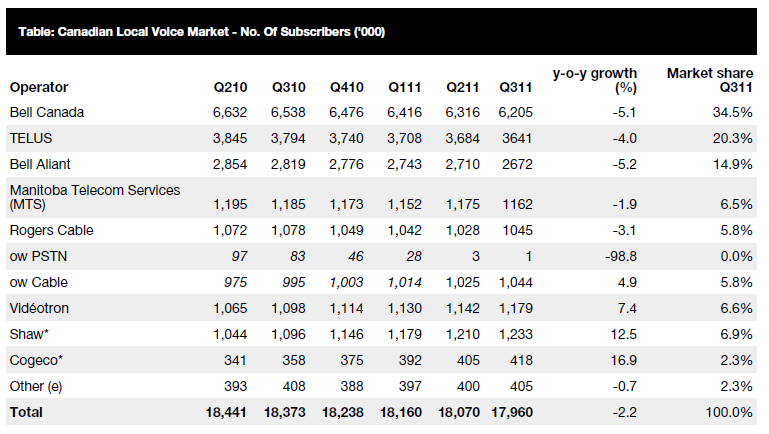 Table: Canadian Local Voice Market - No. Of Subscribers ('000)
Operator Q210 Q310 Q410 Q111 Q211 Q311 y-o-y growth (%) Market share Q311
Bell Canada 6,632 6,538 6,476 6,416 6,316 6,205 -5.1 34.5%
TELUS 3,845 3,794 3,740 3,708 3,684 3641 -4.0 20.3%
Bell Aliant 2,854 2,819 2,776 2,743 2,710 2672 -5.2 14.9%
Manitoba Telecom Services
(MTS) 1,195 1,185 1,173 1,152 1,175 1162 -1.9 6.5%
Rogers Cable 1,072 1,078 1,049 1,042 1,028 1045 -3.1 5.8%
ow PSTN 97 83 46 28 3 1 -98.8 0.0%
ow Cable 975 995 1,003 1,014 1,025 1,044 4.9 5.8%
Vidéotron 1,065 1,098 1,114 1,130 1,142 1,179 7.4 6.6%
Shaw* 1,044 1,096 1,146 1,179 1,210 1,233 12.5 6.9%
Cogeco* 341 358 375 392 405 418 16.9 2.3%
Other (e) 393 408 388 397 400 405 -0.7 2.3%
Total 18,441 18,373 18,238 18,160 18,070 17,960 -2.2 100.0%